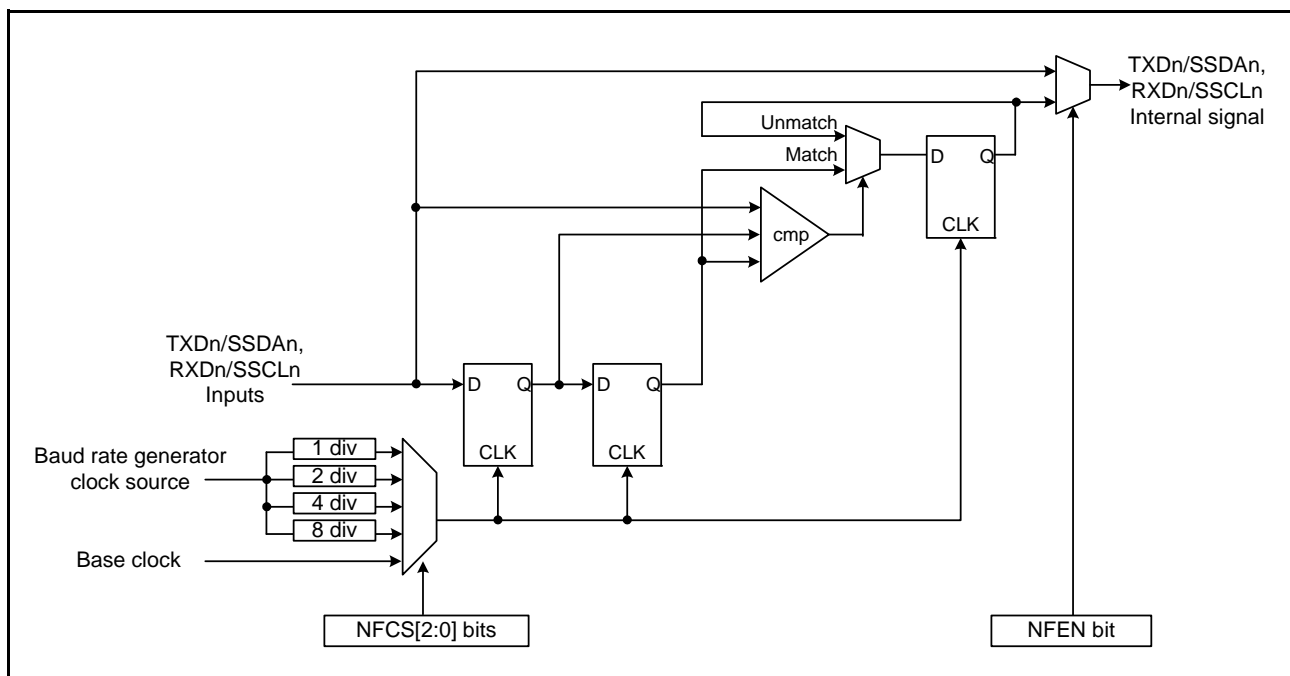 TXDn/SSDAn,
RXDn/SSCLn
Internal signal
Unmatch
Match
D
Q
CLK
cmp
TXDn/SSDAn,
RXDn/SSCLn
Inputs
D
Q
CLK
D
Q
CLK
Baud rate generator
clock source
1 div
2 div
4 div
8 div
Base clock
NFCS[2:0] bits
NFEN bit